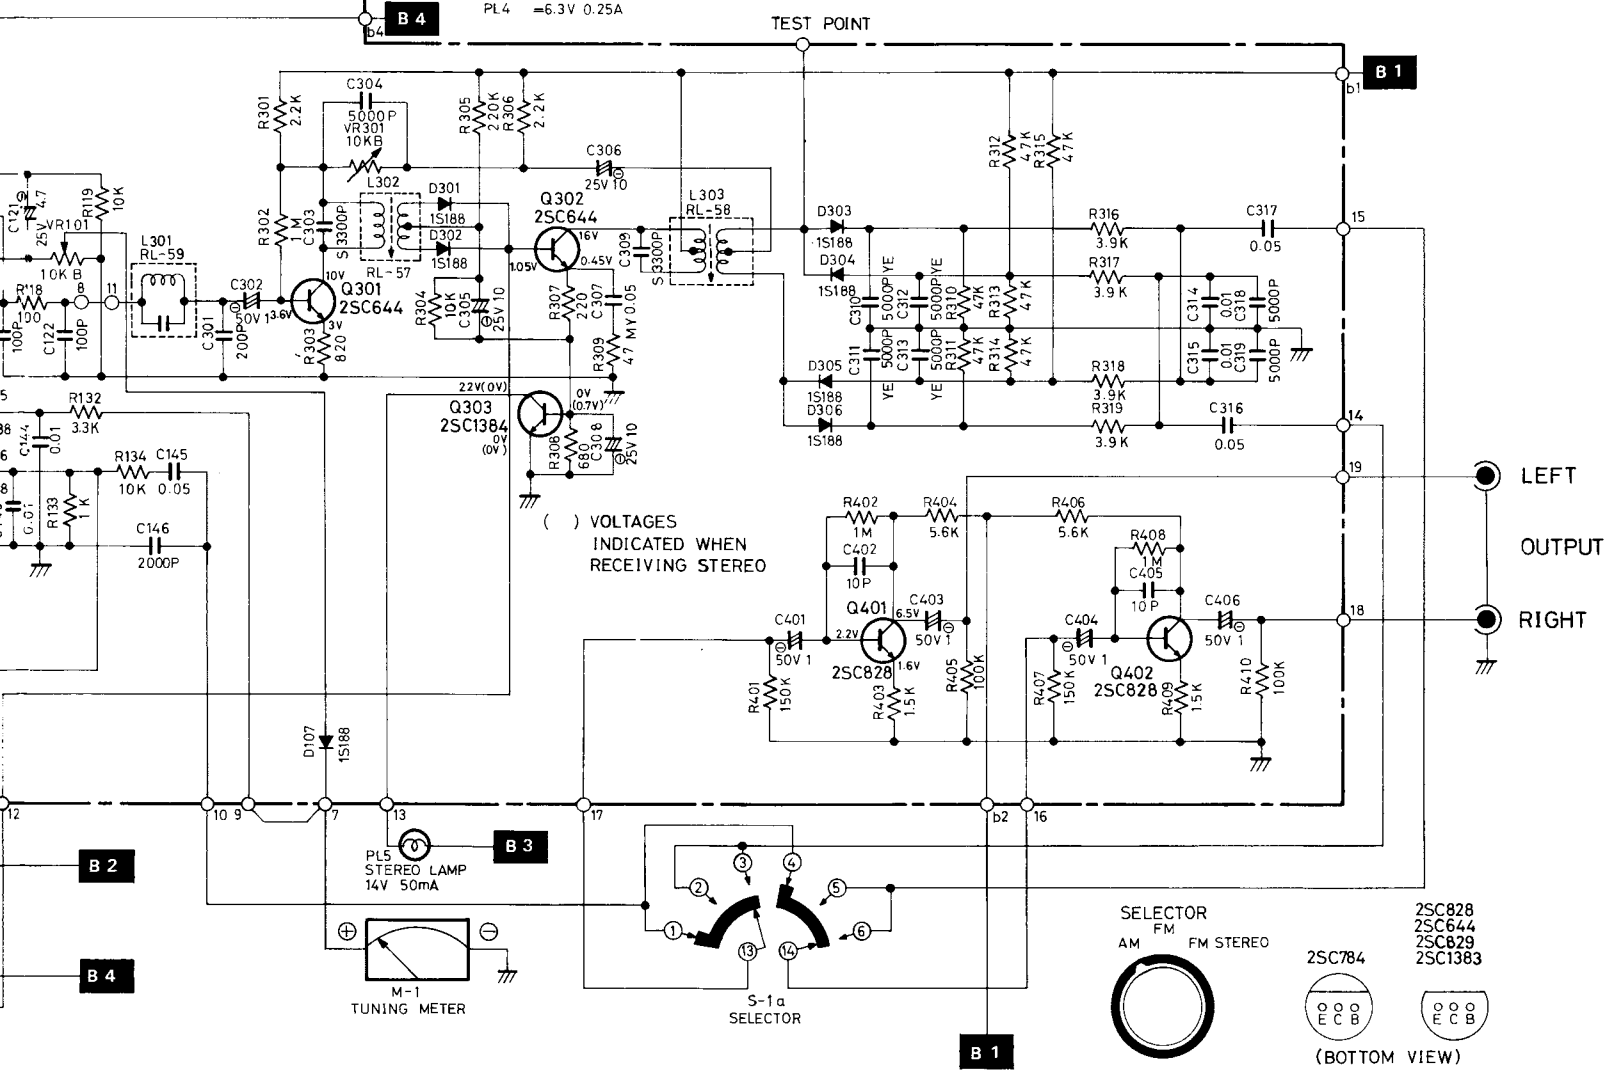 PL4 =6.3V 0.25A
B 4
b4
TEST POINT
B 1
b1
R301
2.2K
C304
5000P
VR301
10KB
R305
220K
R306
2.2K
C306
25V 10
R312
47K
R315
47K
C121
25V 4.7
R119
10K
VR101
10K B
L301
RL-59
R302
1M
C303
S3300P
L302
RL-57
D301
1S188
D302
1S188
Q302
2SC644
16V
1.05V
0.45V
L303
RL-58
C309
S3300P
D303
1S188
D304
1S188
R316
3.9K
R317
3.9K
C317
0.05
15
R118
100
8
11
C302
50V 1
3.6V
10V
Q301
2SC644
3V
R303
820
C301
200P
100P
C122
100P
R304
10K
C305
25V 10
R307
220
C307
0.05
R309
47
MY
C310
5000P
YE
C312
5000P
YE
R310
47K
R313
47K
C311
5000P
YE
C313
5000P
YE
R311
47K
R314
47K
C314
0.01
C318
5000P
C315
0.01
C319
5000P
D305
1S188
D306
1S188
R318
3.9K
R319
3.9K
C316
0.05
14
R132
3.3K
C144
0.01
22V(0V)
Q303
2SC1384
0V
(0V)
0V
(0.7V)
R308
680
C308
25V 10
R134
10K
C145
0.05
R133
1K
0.01
C146
2000P
( ) VOLTAGES
INDICATED WHEN
RECEIVING STEREO
19
LEFT
OUTPUT
18
RIGHT
R402
1M
C402
10P
R404
5.6K
R406
5.6K
R408
1M
C405
10P
Q401
2SC828
6.5V
2.2V
1.6V
C401
50V 1
C403
50V 1
R401
150K
R403
1.5K
R405
100K
C404
50V 1
C406
50V 1
Q402
2SC828
R407
150K
R409
1.5K
R410
100K
D107
1S188
12
10
9
7
13
17
b2
16
B 2
B 4
PL5
STEREO LAMP
14V 50mA
B 3
M-1
TUNING METER
1
2
3
4
5
6
13
14
S-1a
SELECTOR
B 1
SELECTOR
FM
AM
FM STEREO
2SC784
E C B
2SC828
2SC644
2SC829
2SC1383
E C B
(BOTTOM VIEW)